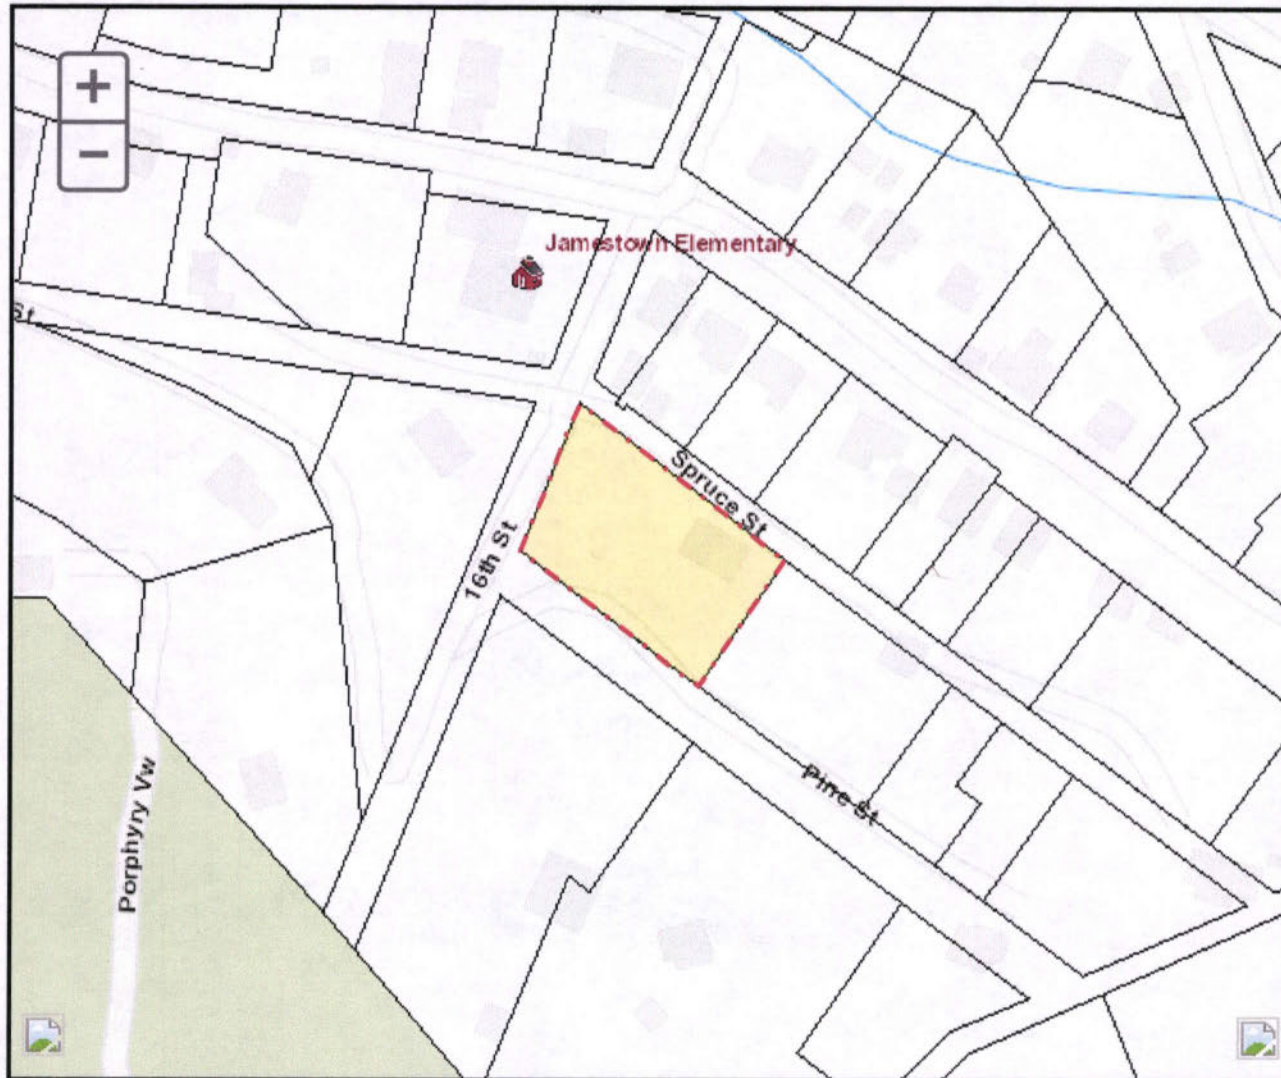 +
−
Jamestown Elementary
St
Spruce St
16th St
Pine St
Porphyry Vw